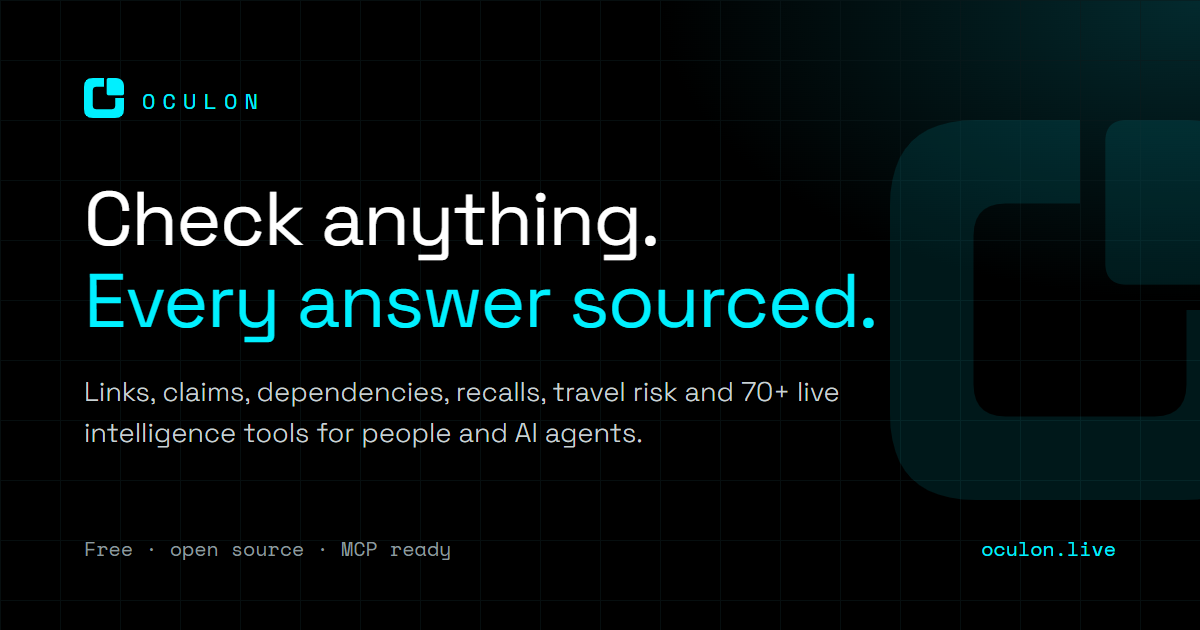 OCULON
Check anything.
Every answer sourced.
Links, claims, dependencies, recalls, travel risk and 70+ live
intelligence tools for people and AI agents.
Free · open source · MCP ready
oculon.live